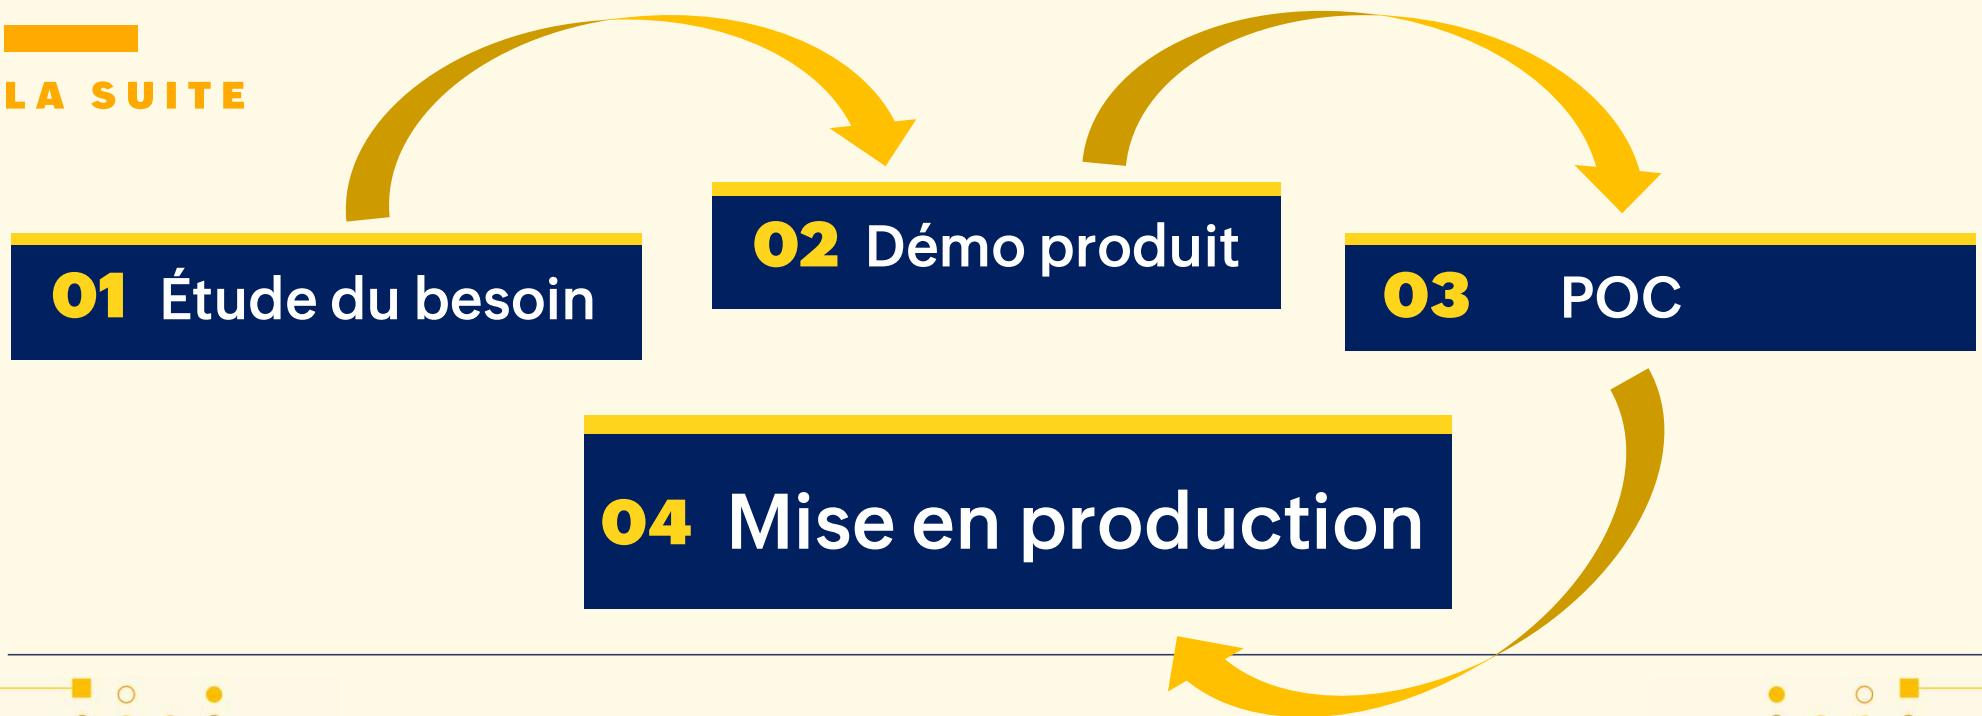 LA SUITE
01 Étude du besoin
02 Démo produit
03 POC
04 Mise en production